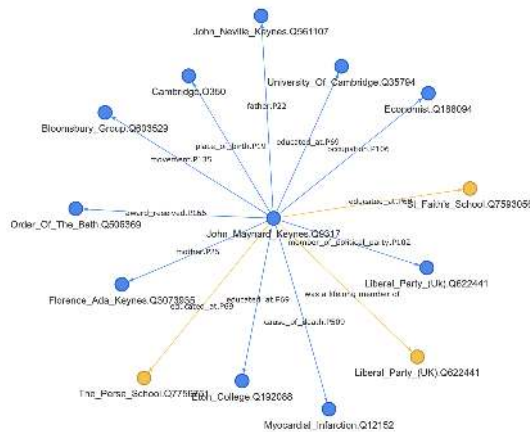 John_Neville_Keynes.Q561107
University_Of_Cambridge.Q35794
Cambridge.Q350
Economist.Q188094
father.P22
Bloomsbury_Group.Q603529
educated_at.P69
occupation.P106
place_of_birth.P19
movement.P135
educated_at.P69
St_Faith's_School.Q7593055
award_received.P166
Order_Of_The_Bath.Q506369
John_Maynard_Keynes.Q9317
member_of_political_party.P102
mother.P25
Liberal_Party_(Uk).Q622441
Florence_Ada_Keynes
educated_at.P69
was a lifelong member of
educated_at.P69
cause_of_death.P509
Liberal_Party_(UK).Q622441
The_Perse_School
Eton_College.Q192088
Myocardial_Infarction.Q12152